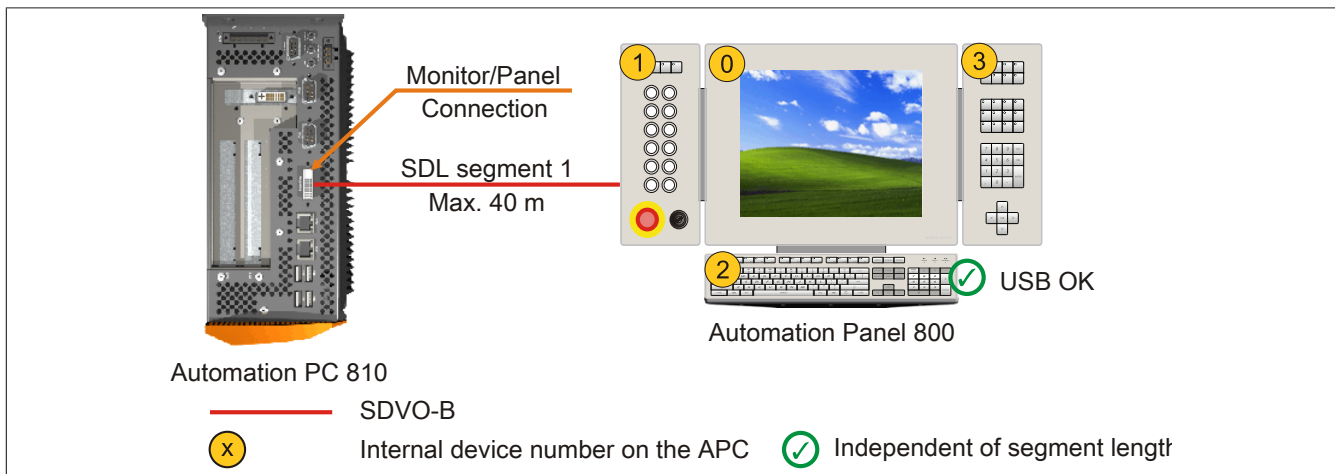 1
0
3
Monitor/Panel
Connection
SDL segment 1
Max. 40 m
2
USB OK
Automation Panel 800
Automation PC 810
SDVO-B
x
Internal device number on the APC
Independent of segment length